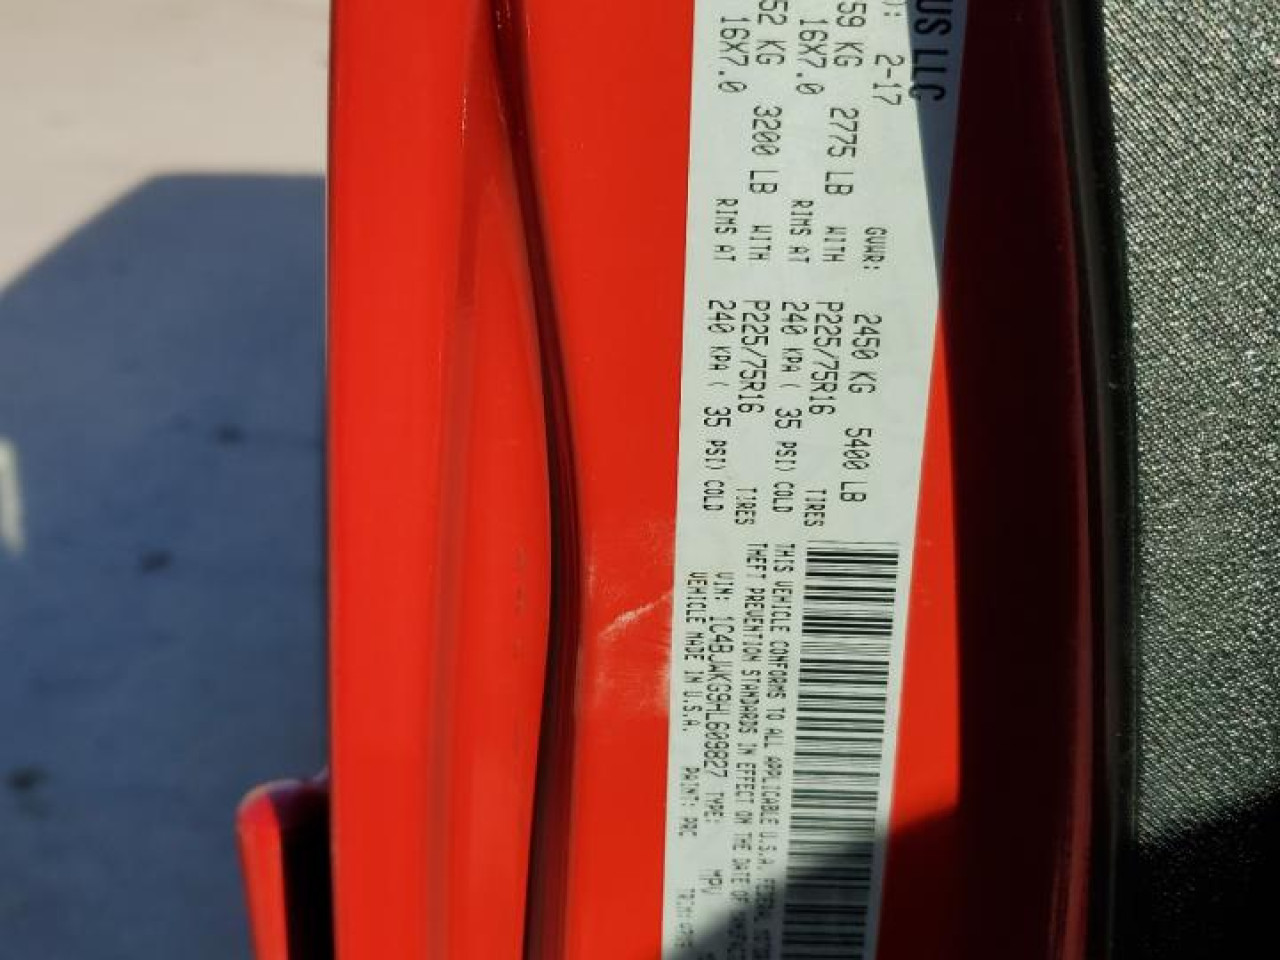 US LLC
): 2-17 GVWR: 2450 KG 5400 LB
59 KG 2775 LB WITH P225/75R16 TIRES
16X7.0 RIMS AT 240 KPA ( 35 PSI) COLD
52 KG 3200 LB WITH P225/75R16 TIRES
16X7.0 RIMS AT 240 KPA ( 35 PSI) COLD
THIS VEHICLE CONFORMS TO ALL APPLICABLE U.S.A. FEDERAL
THEFT PREVENTION STANDARDS IN EFFECT ON THE DATE OF
VIN: 1C4BJWKG9HL609827 TYPE: MPV
VEHICLE MADE IN U.S.A. PAINT: PRC TRIM: